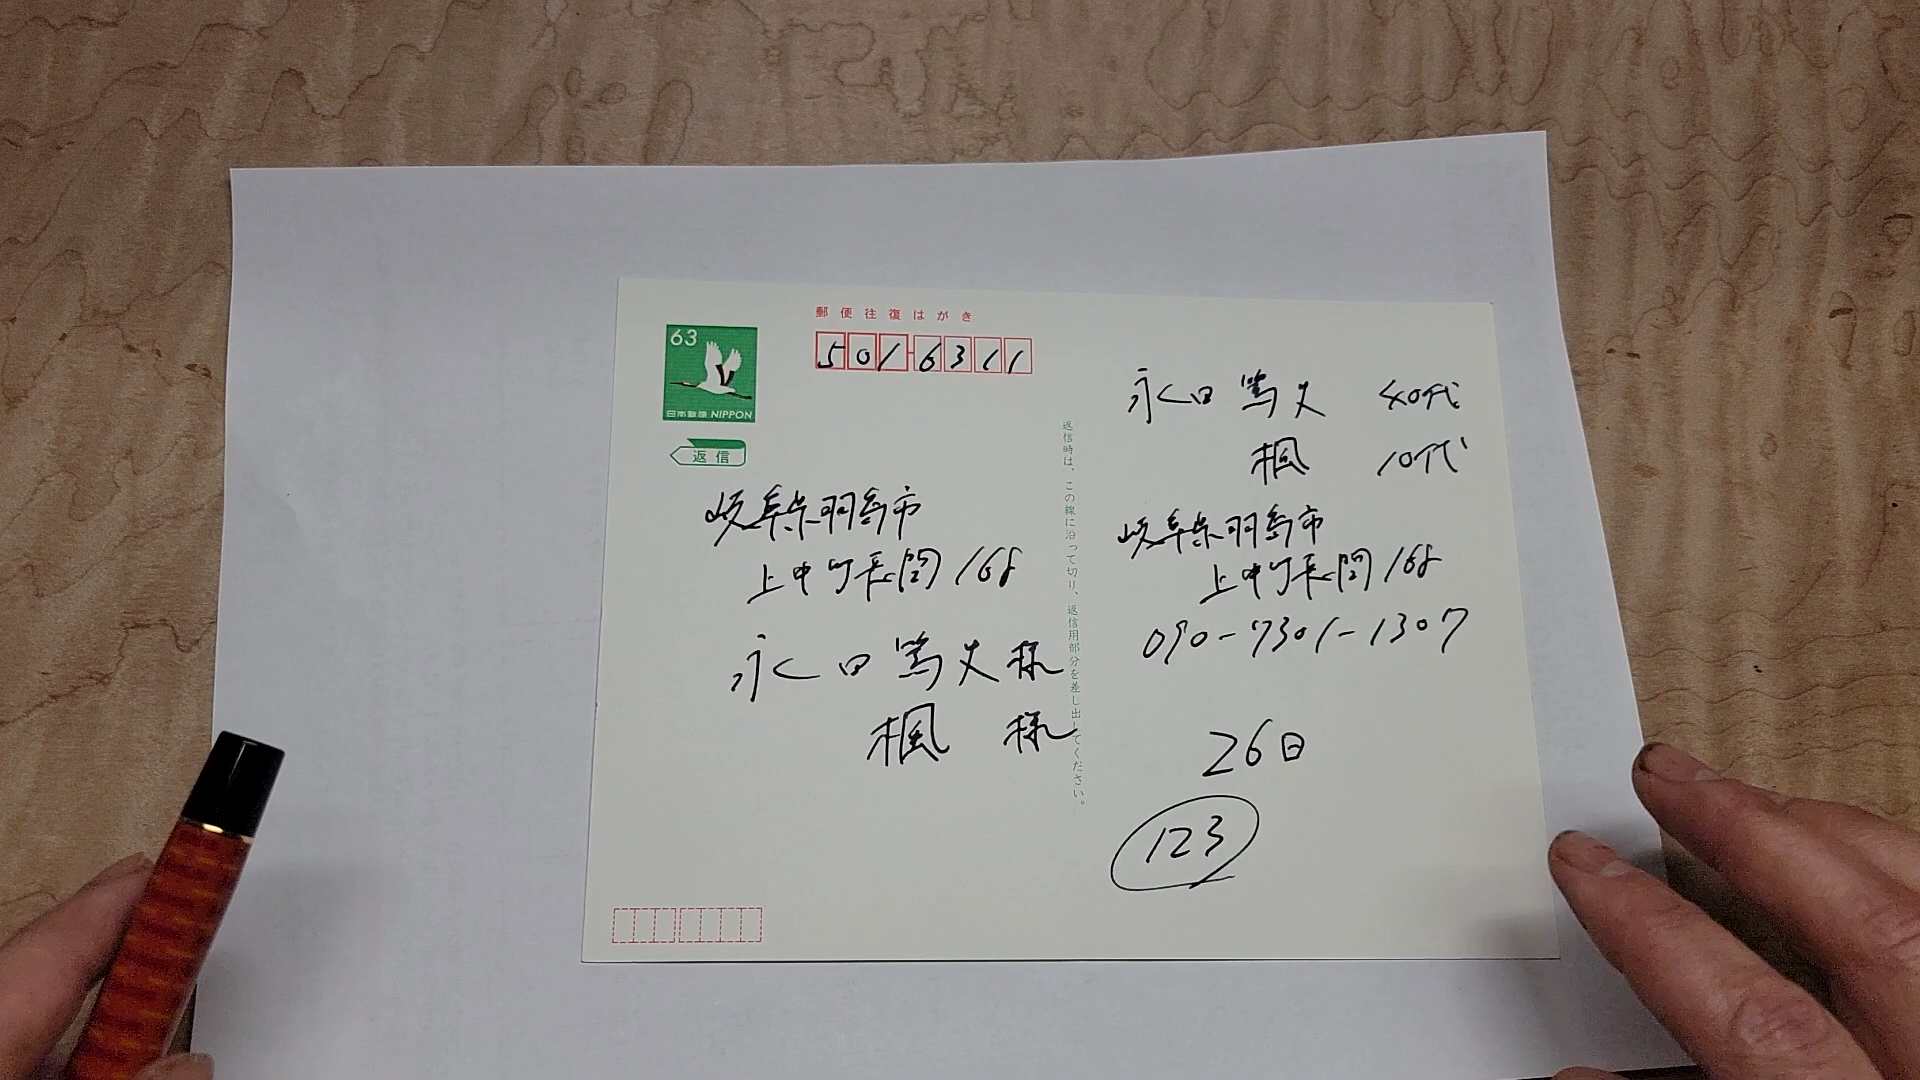 郵便往復はがき
63
日本郵便 NIPPON
返信
501-6311
岐阜県羽島市
上中町長間168
永田篤丈様
楓 様
返信時は、この線に沿って切り、返信用部分を差し出してください。
永田 篤丈 40代
楓 10代
岐阜県羽島市
上中町長間168
090-7301-1307
26日
123